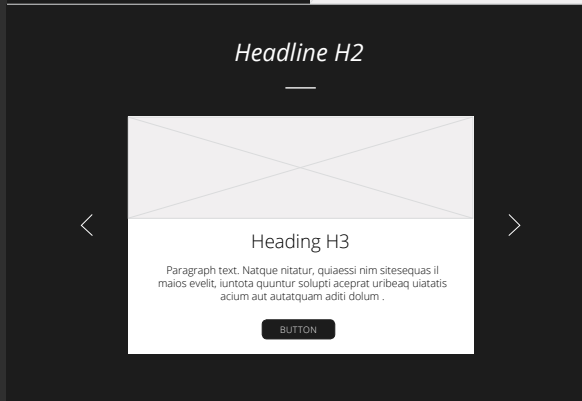 Headline H2
Heading H3
Paragraph text. Natque nitatur, quiaessi nim sitesequas il
maios evelit, iuntota quuntur solupti aceprat uribeaq uiatatis
acium aut autatquam aditi dolum .
BUTTON